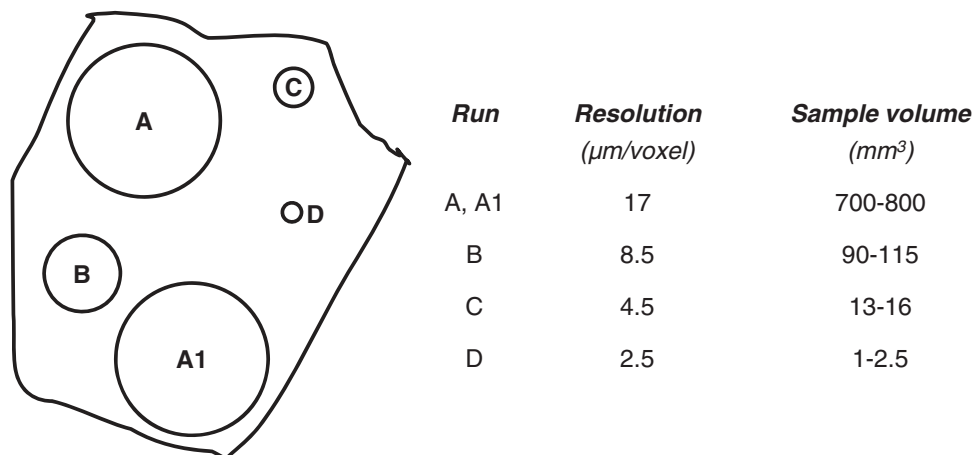 A
C
D
B
A1
Run Resolution Sample volume
(µm/voxel) (mm³)
A, A1 17 700-800
B 8.5 90-115
C 4.5 13-16
D 2.5 1-2.5